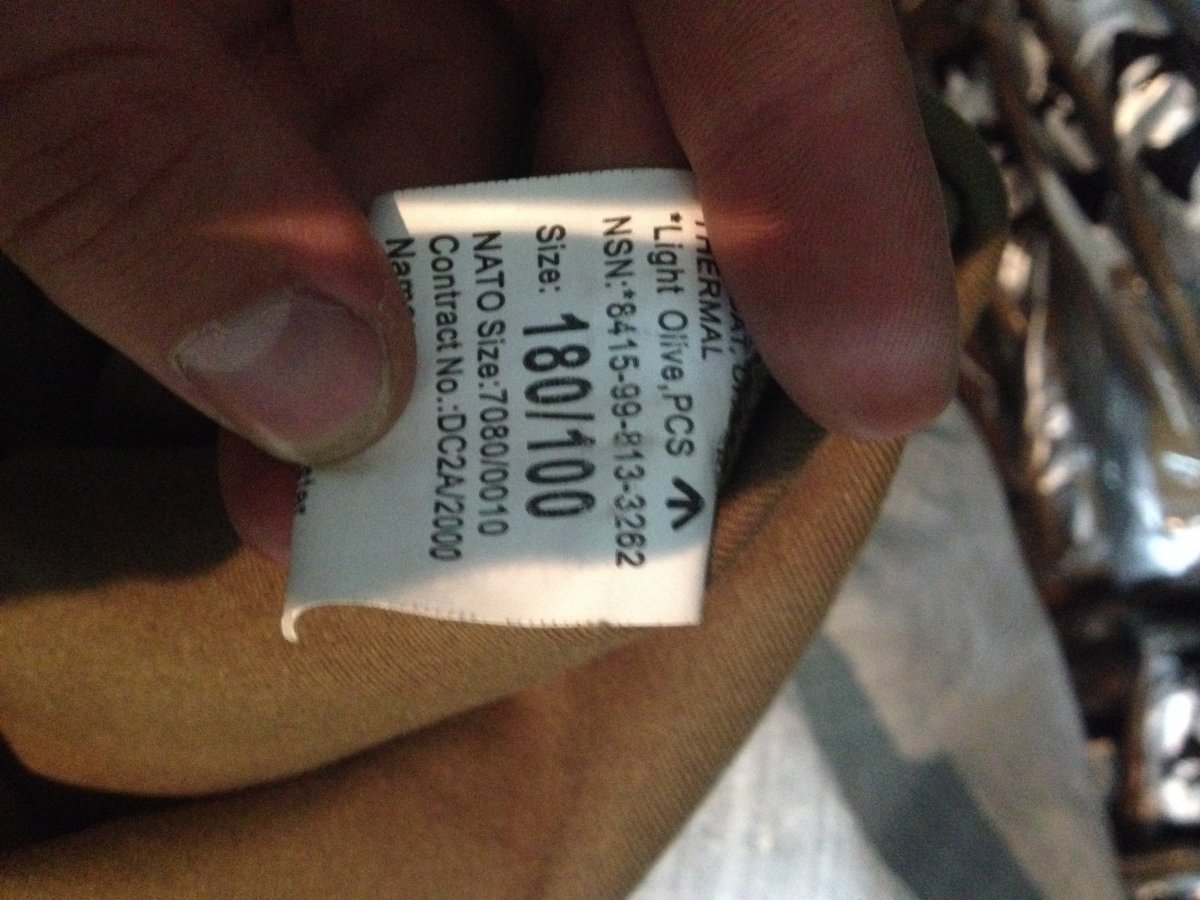 THERMAL
*Light Olive,PCS
NSN:*8415-99-813-3262
Size: 180/100
NATO Size:7080/0010
Contract No.:DC2A/2000